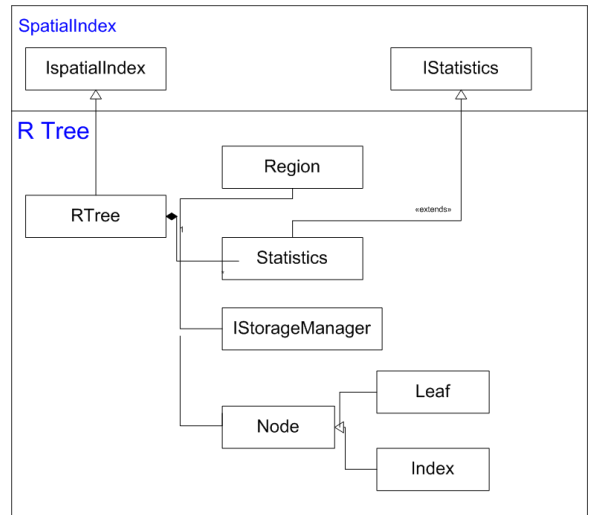 SpatialIndex
IspatialIndex
IStatistics
R Tree
Region
RTree
«extends»
1
Statistics
*
IStorageManager
Leaf
Node
Index